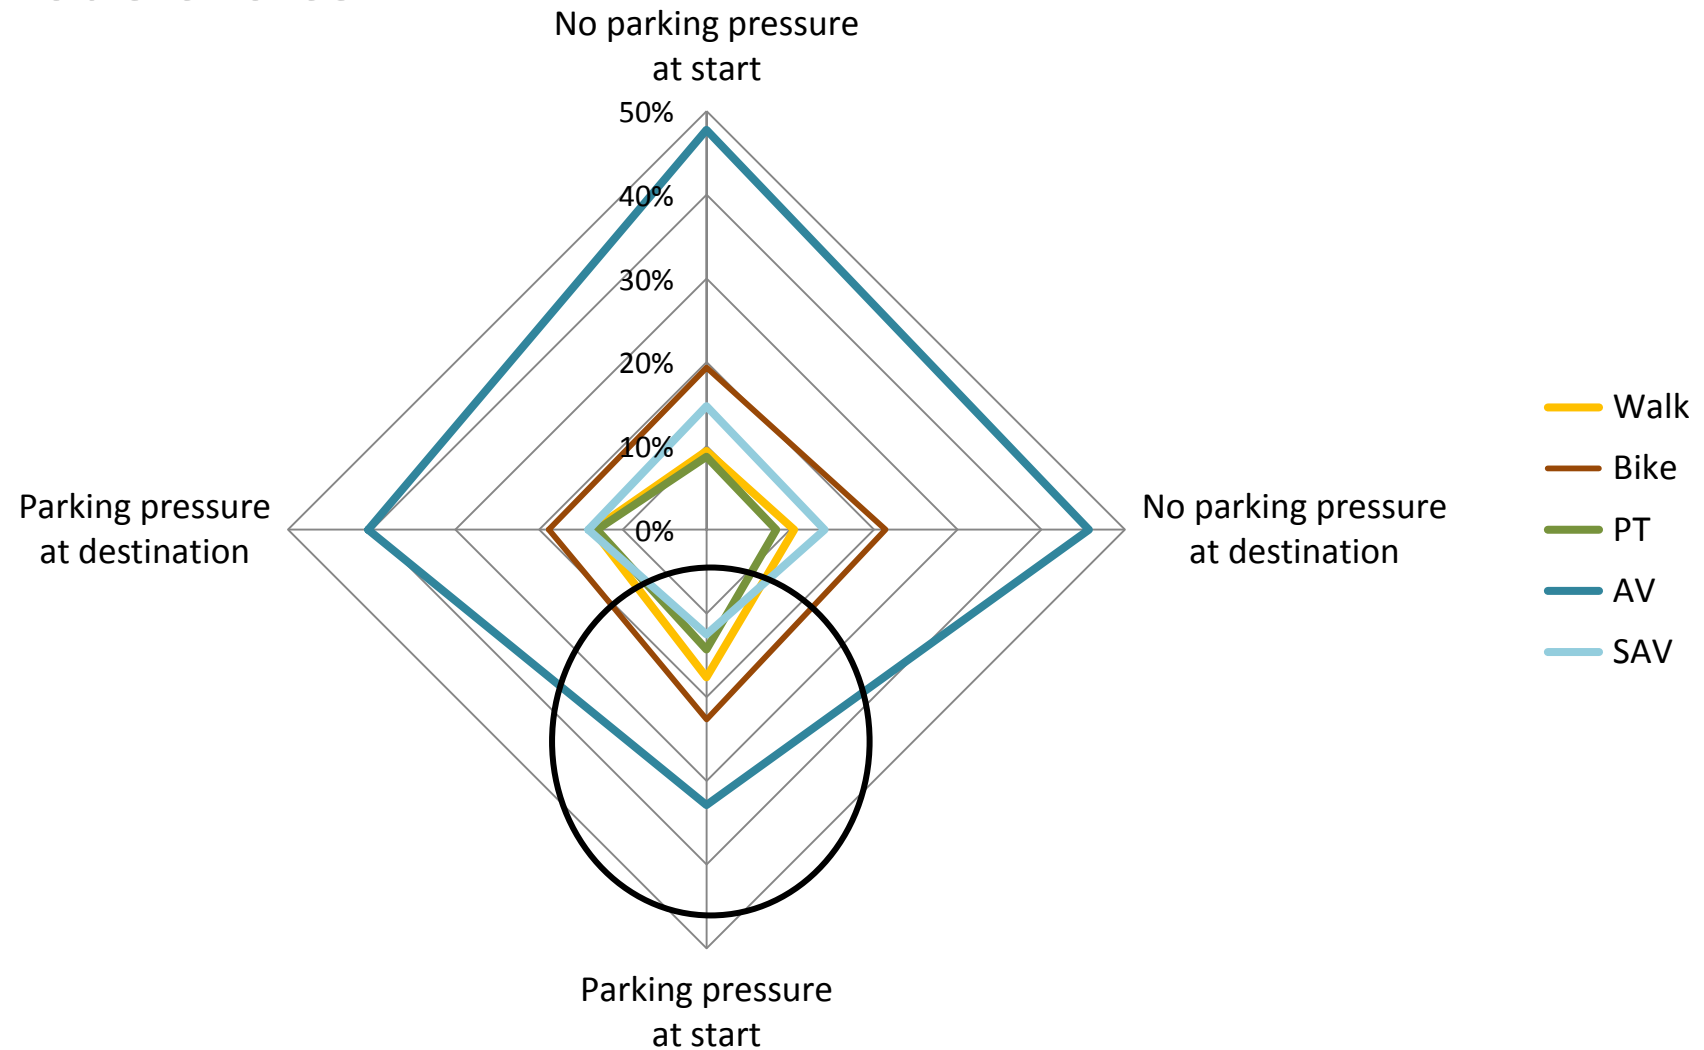 No parking pressure
at start
50%
40%
30%
20%
10%
0%
Parking pressure
at destination
No parking pressure
at destination
Parking pressure
at start
Walk
Bike
PT
AV
SAV